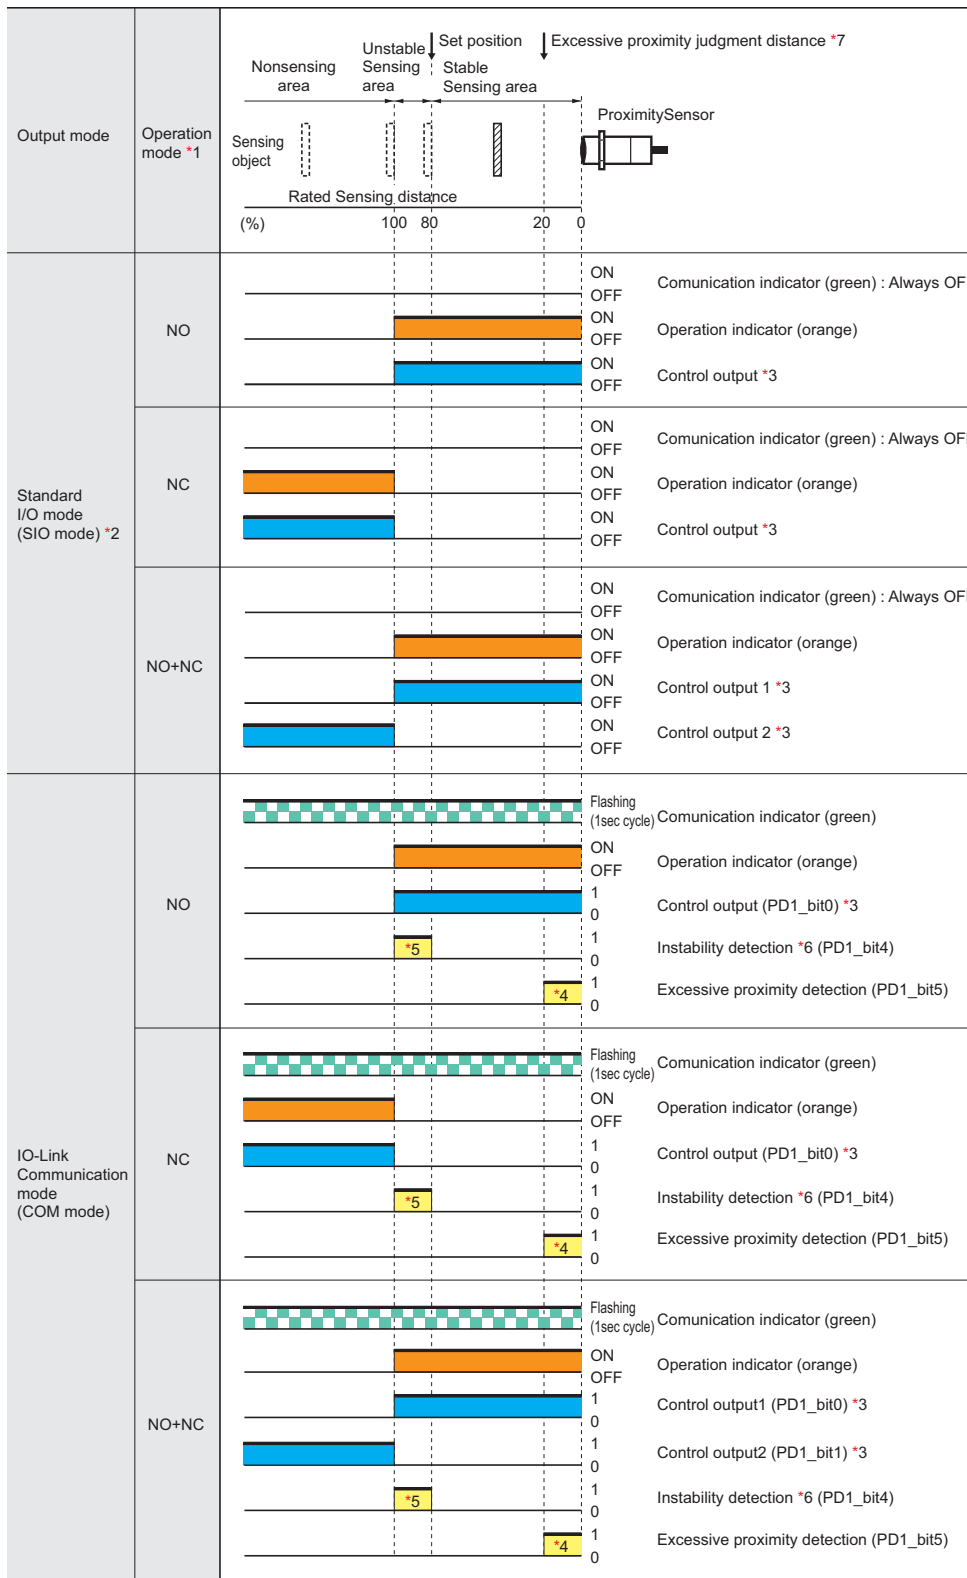 Output mode
Operation
mode *1
Nonsensing
area
Unstable
Sensing
area
Set position
Stable
Sensing area
Excessive proximity judgment distance *7
ProximitySensor
Sensing
object
Rated Sensing distance
(%)
100
80
20
0
Standard
I/O mode
(SIO mode) *2
NO
ON
OFF
Comunication indicator (green) : Always OF
ON
OFF
Operation indicator (orange)
ON
OFF
Control output *3
NC
ON
OFF
Comunication indicator (green) : Always OF
ON
OFF
Operation indicator (orange)
ON
OFF
Control output *3
NO+NC
ON
OFF
Comunication indicator (green) : Always OF
ON
OFF
Operation indicator (orange)
ON
OFF
Control output 1 *3
ON
OFF
Control output 2 *3
IO-Link
Communication
mode
(COM mode)
NO
Flashing
(1sec cycle)
Comunication indicator (green)
ON
OFF
Operation indicator (orange)
1
0
Control output (PD1_bit0) *3
*5
1
0
Instability detection *6 (PD1_bit4)
*4
1
0
Excessive proximity detection (PD1_bit5)
NC
Flashing
(1sec cycle)
Comunication indicator (green)
ON
OFF
Operation indicator (orange)
1
0
Control output (PD1_bit0) *3
*5
1
0
Instability detection *6 (PD1_bit4)
*4
1
0
Excessive proximity detection (PD1_bit5)
NO+NC
Flashing
(1sec cycle)
Comunication indicator (green)
ON
OFF
Operation indicator (orange)
1
0
Control output1 (PD1_bit0) *3
1
0
Control output2 (PD1_bit1) *3
*5
1
0
Instability detection *6 (PD1_bit4)
*4
1
0
Excessive proximity detection (PD1_bit5)